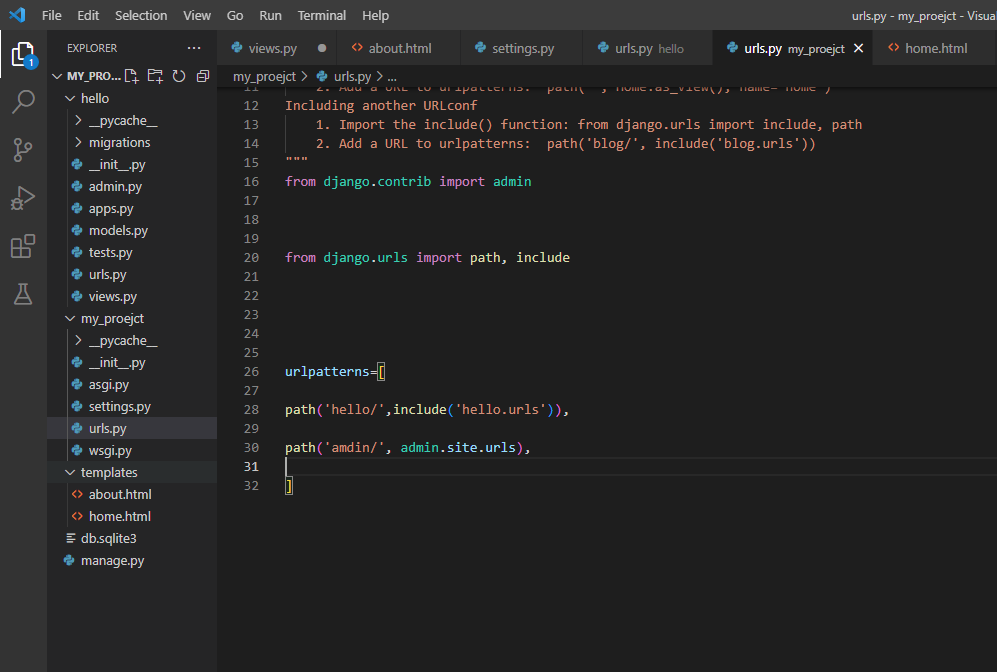 File Edit Selection View Go Run Terminal Help urls.py - my_proejct - Visua
EXPLORER ...
views.py about.html settings.py urls.py hello urls.py my_proejct home.html
MY_PRO...
my_proejct > urls.py > ...
hello
__pycache__
migrations
__init__.py
admin.py
apps.py
models.py
tests.py
urls.py
views.py
my_proejct
__pycache__
__init__.py
asgi.py
settings.py
urls.py
wsgi.py
templates
about.html
home.html
db.sqlite3
manage.py
1
11 2. Add a URL to urlpatterns: path('', Home.as_view(), name='home')
12 Including another URLconf
13 1. Import the include() function: from django.urls import include, path
14 2. Add a URL to urlpatterns: path('blog/', include('blog.urls'))
15 """
16 from django.contrib import admin
17
18
19
20 from django.urls import path, include
21
22
23
24
25
26 urlpatterns=[
27
28 path('hello/',include('hello.urls')),
29
30 path('amdin/', admin.site.urls),
31
32 ]